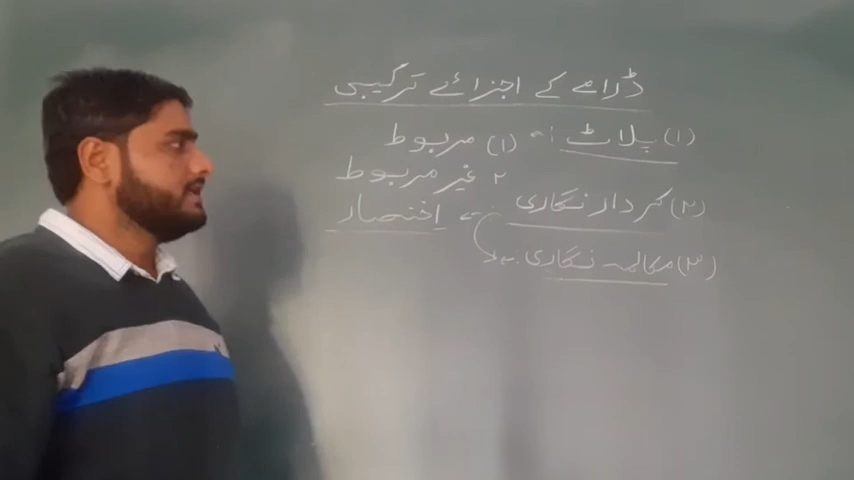 ڈرامے کے اجزائے ترکیبی
(۱) پلاٹ :- (۱) مربوط
۲ غیر مربوط
(۲) کردار نگاری :- اختصار
(۳) مکالمہ نگاری :-